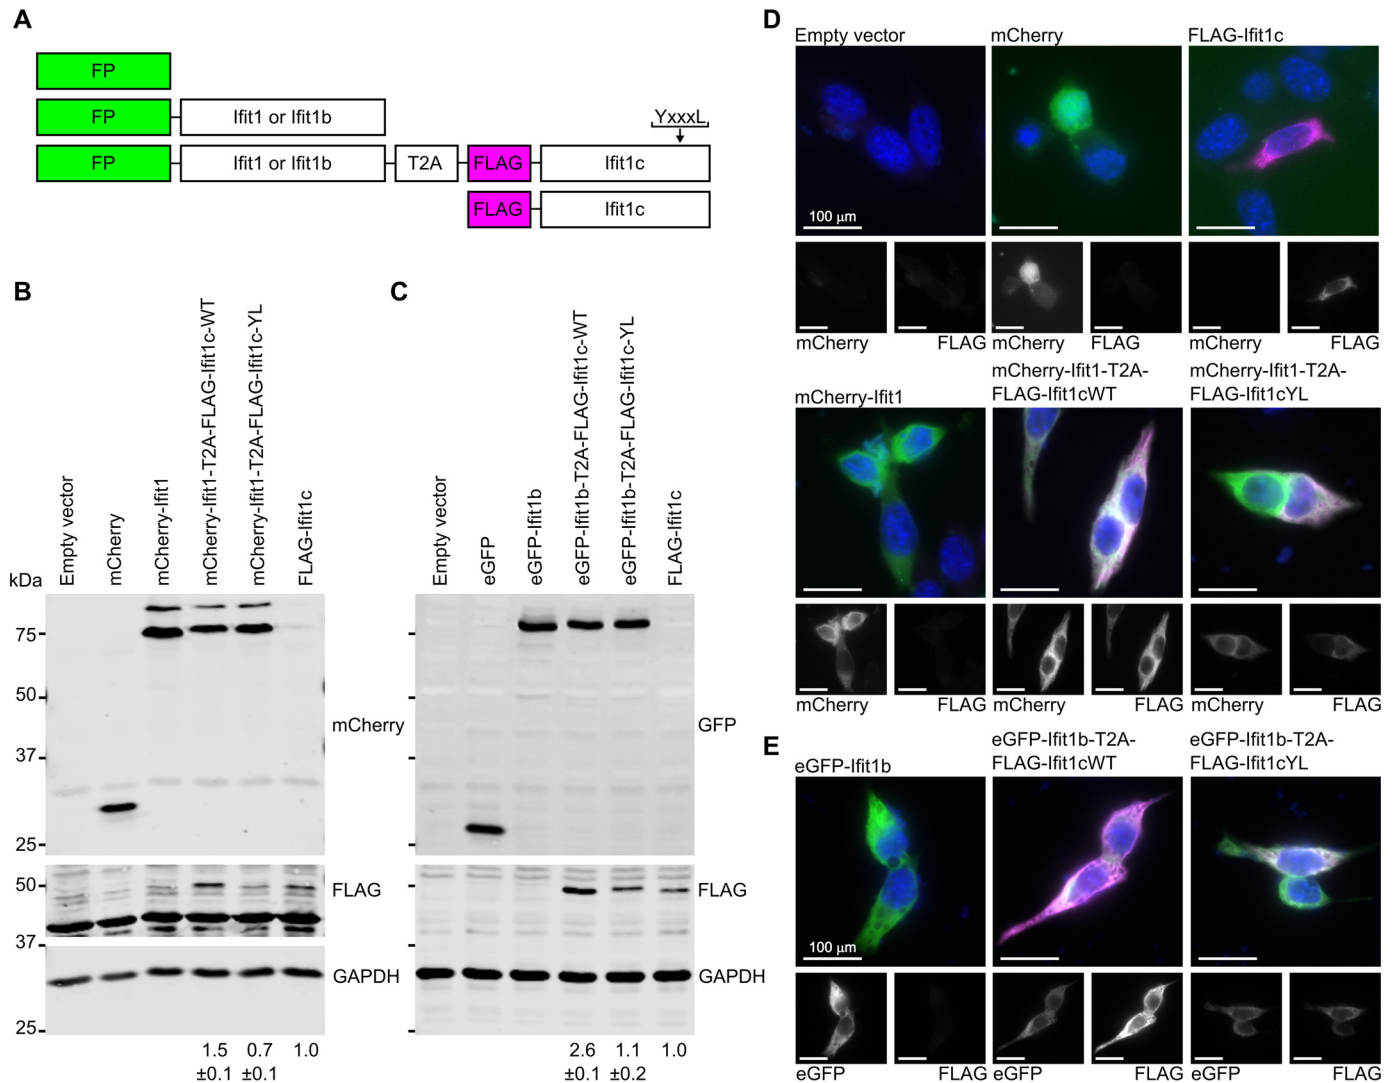 A
FP
FP
Ifit1 or Ifit1b
YxxxL
FP
Ifit1 or Ifit1b
T2A
FLAG
Ifit1c
FLAG
Ifit1c
B
kDa
Empty vector
mCherry
mCherry-Ifit1
mCherry-Ifit1-T2A-FLAG-Ifit1c-WT
mCherry-Ifit1-T2A-FLAG-Ifit1c-YL
FLAG-Ifit1c
75
50
37
25
mCherry
50
FLAG
37
GAPDH
25
1.5 0.7 1.0
±0.1 ±0.1
C
Empty vector
eGFP
eGFP-Ifit1b
eGFP-Ifit1b-T2A-FLAG-Ifit1c-WT
eGFP-Ifit1b-T2A-FLAG-Ifit1c-YL
FLAG-Ifit1c
GFP
FLAG
GAPDH
2.6 1.1 1.0
±0.1 ±0.2
D
Empty vector
mCherry
FLAG-Ifit1c
100 µm
mCherry
FLAG
mCherry
FLAG
mCherry
FLAG
mCherry-Ifit1
mCherry-Ifit1-T2A-
FLAG-Ifit1cWT
mCherry-Ifit1-T2A-
FLAG-Ifit1cYL
mCherry
FLAG
mCherry
FLAG
mCherry
FLAG
E
eGFP-Ifit1b
eGFP-Ifit1b-T2A-
FLAG-Ifit1cWT
eGFP-Ifit1b-T2A-
FLAG-Ifit1cYL
100 µm
eGFP
FLAG
eGFP
FLAG
eGFP
FLAG